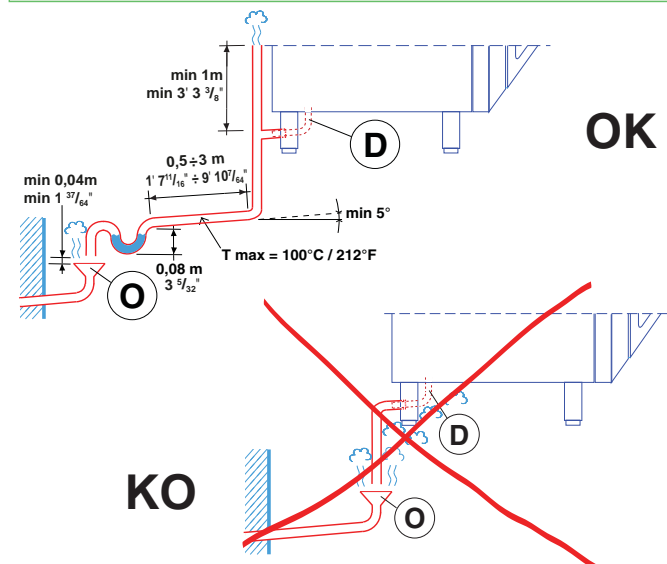 min 1m
min 3' 3 3/8"
D
OK
0,5÷3 m
1' 7 11/16" ÷ 9' 10 7/64"
min 0,04m
min 1 37/64"
min 5°
T max = 100°C / 212°F
0,08 m
3 5/32"
O
D
KO
O